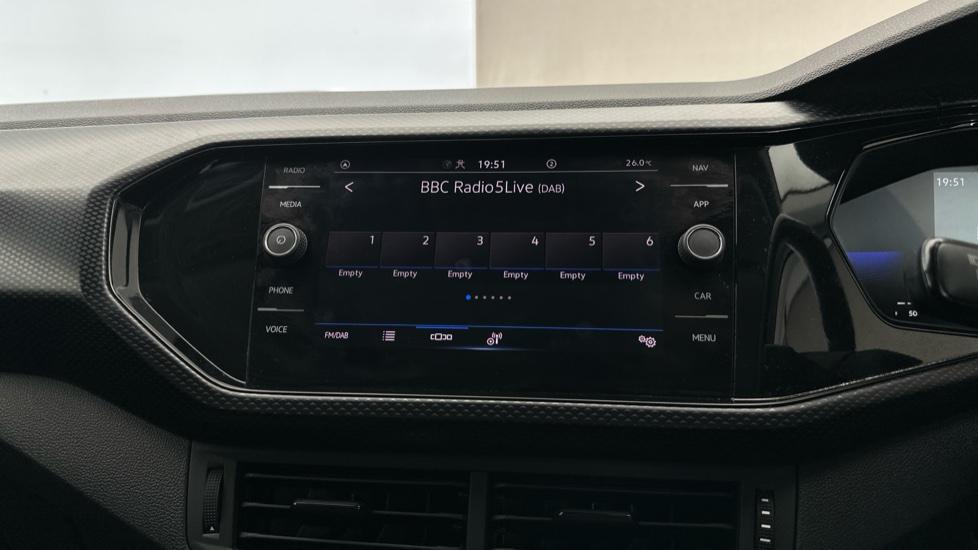 RADIO
MEDIA
PHONE
VOICE
19:51
2
26.0°C
< BBC Radio5Live (DAB) >
1 2 3 4 5 6
Empty Empty Empty Empty Empty Empty
FM/DAB
NAV
APP
CAR
MENU
19:51
50